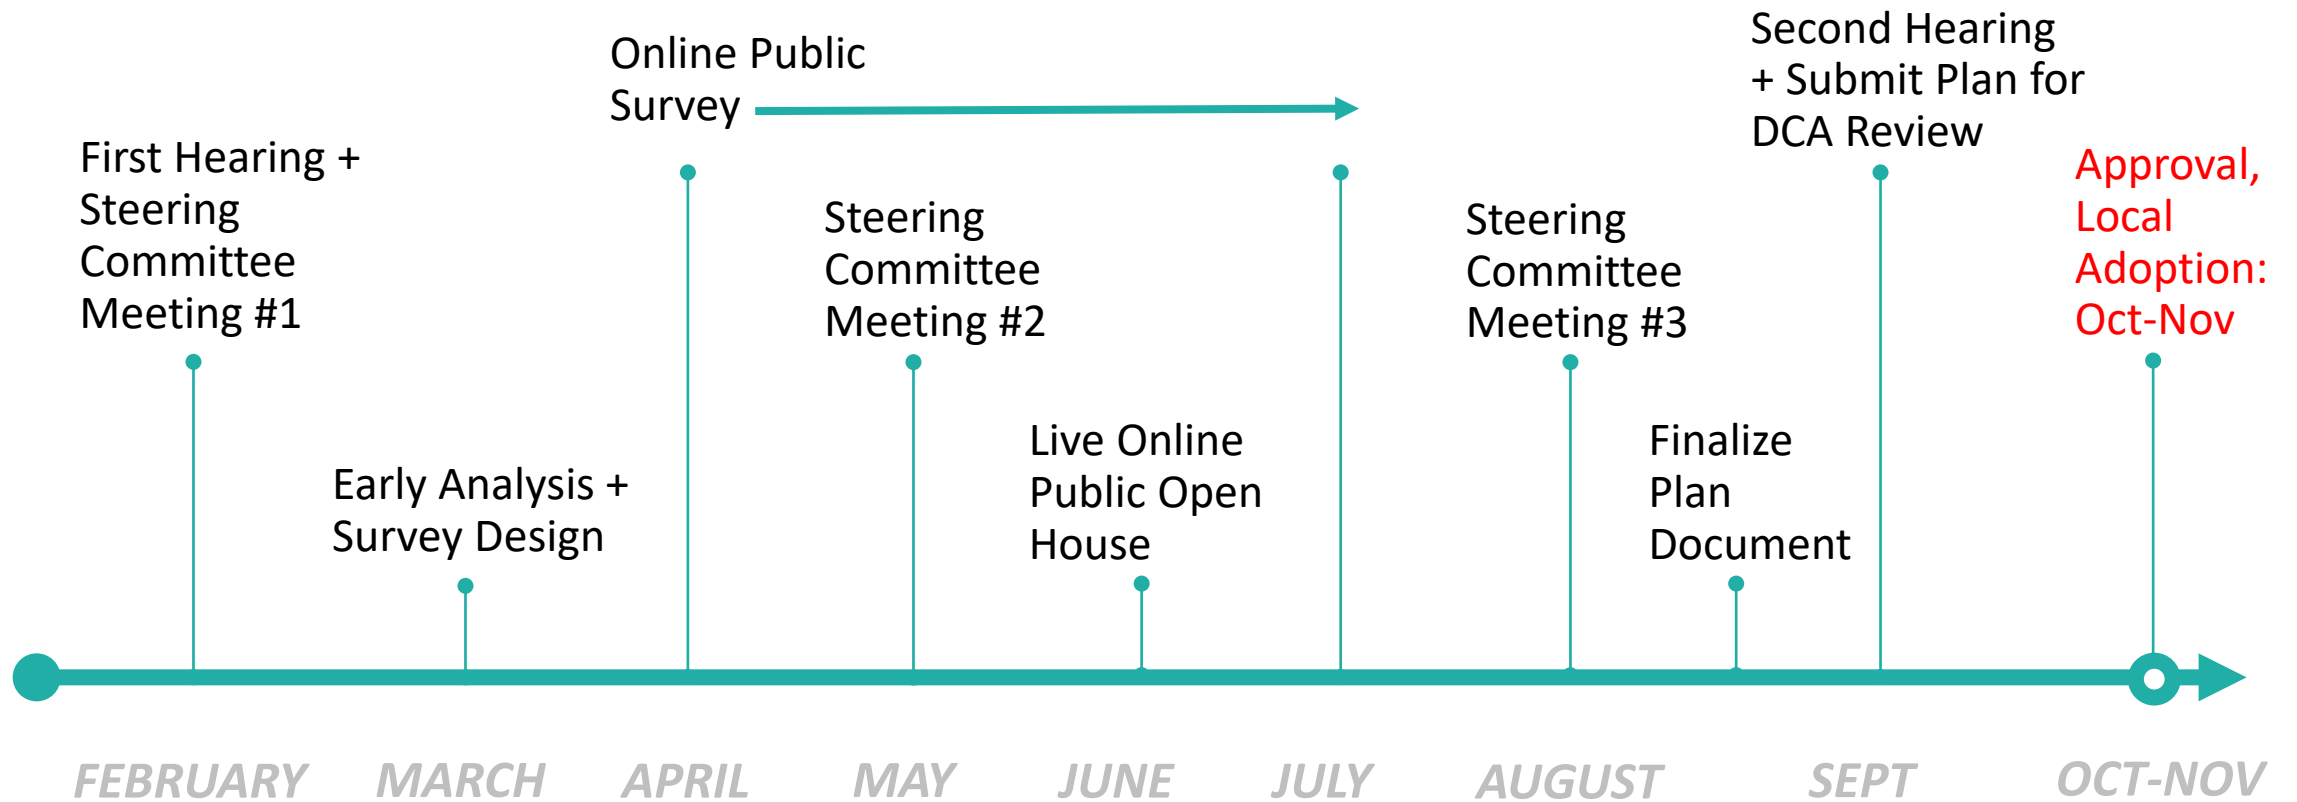 First Hearing +
Steering
Committee
Meeting #1
Early Analysis +
Survey Design
Online Public
Survey
Steering
Committee
Meeting #2
Live Online
Public Open
House
Steering
Committee
Meeting #3
Finalize
Plan
Document
Second Hearing
+ Submit Plan for
DCA Review
Approval,
Local
Adoption:
Oct-Nov
FEBRUARY MARCH APRIL MAY JUNE JULY AUGUST SEPT OCT-NOV